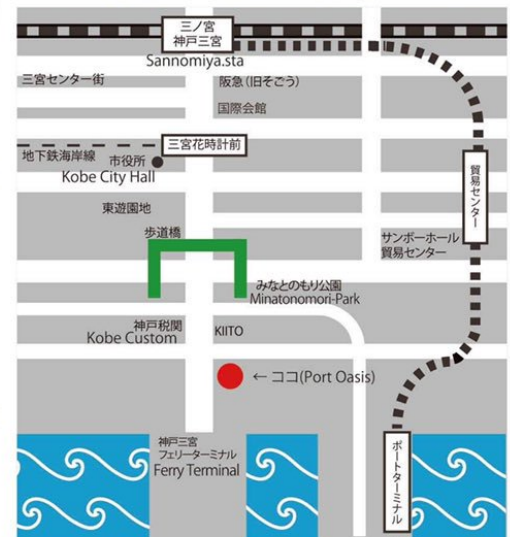 三ノ宮
神戸三宮
Sannomiya.sta
三宮センター街
阪急(旧そごう)
国際会館
地下鉄海岸線
三宮花時計前
市役所
Kobe City Hall
貿易センター
東遊園地
歩道橋
サンボーホール
貿易センター
みなとのもり公園
Minatonomori-Park
神戸税関
Kobe Custom
KIITO
← ココ(Port Oasis)
神戸三宮
フェリーターミナル
Ferry Terminal
ポートターミナル